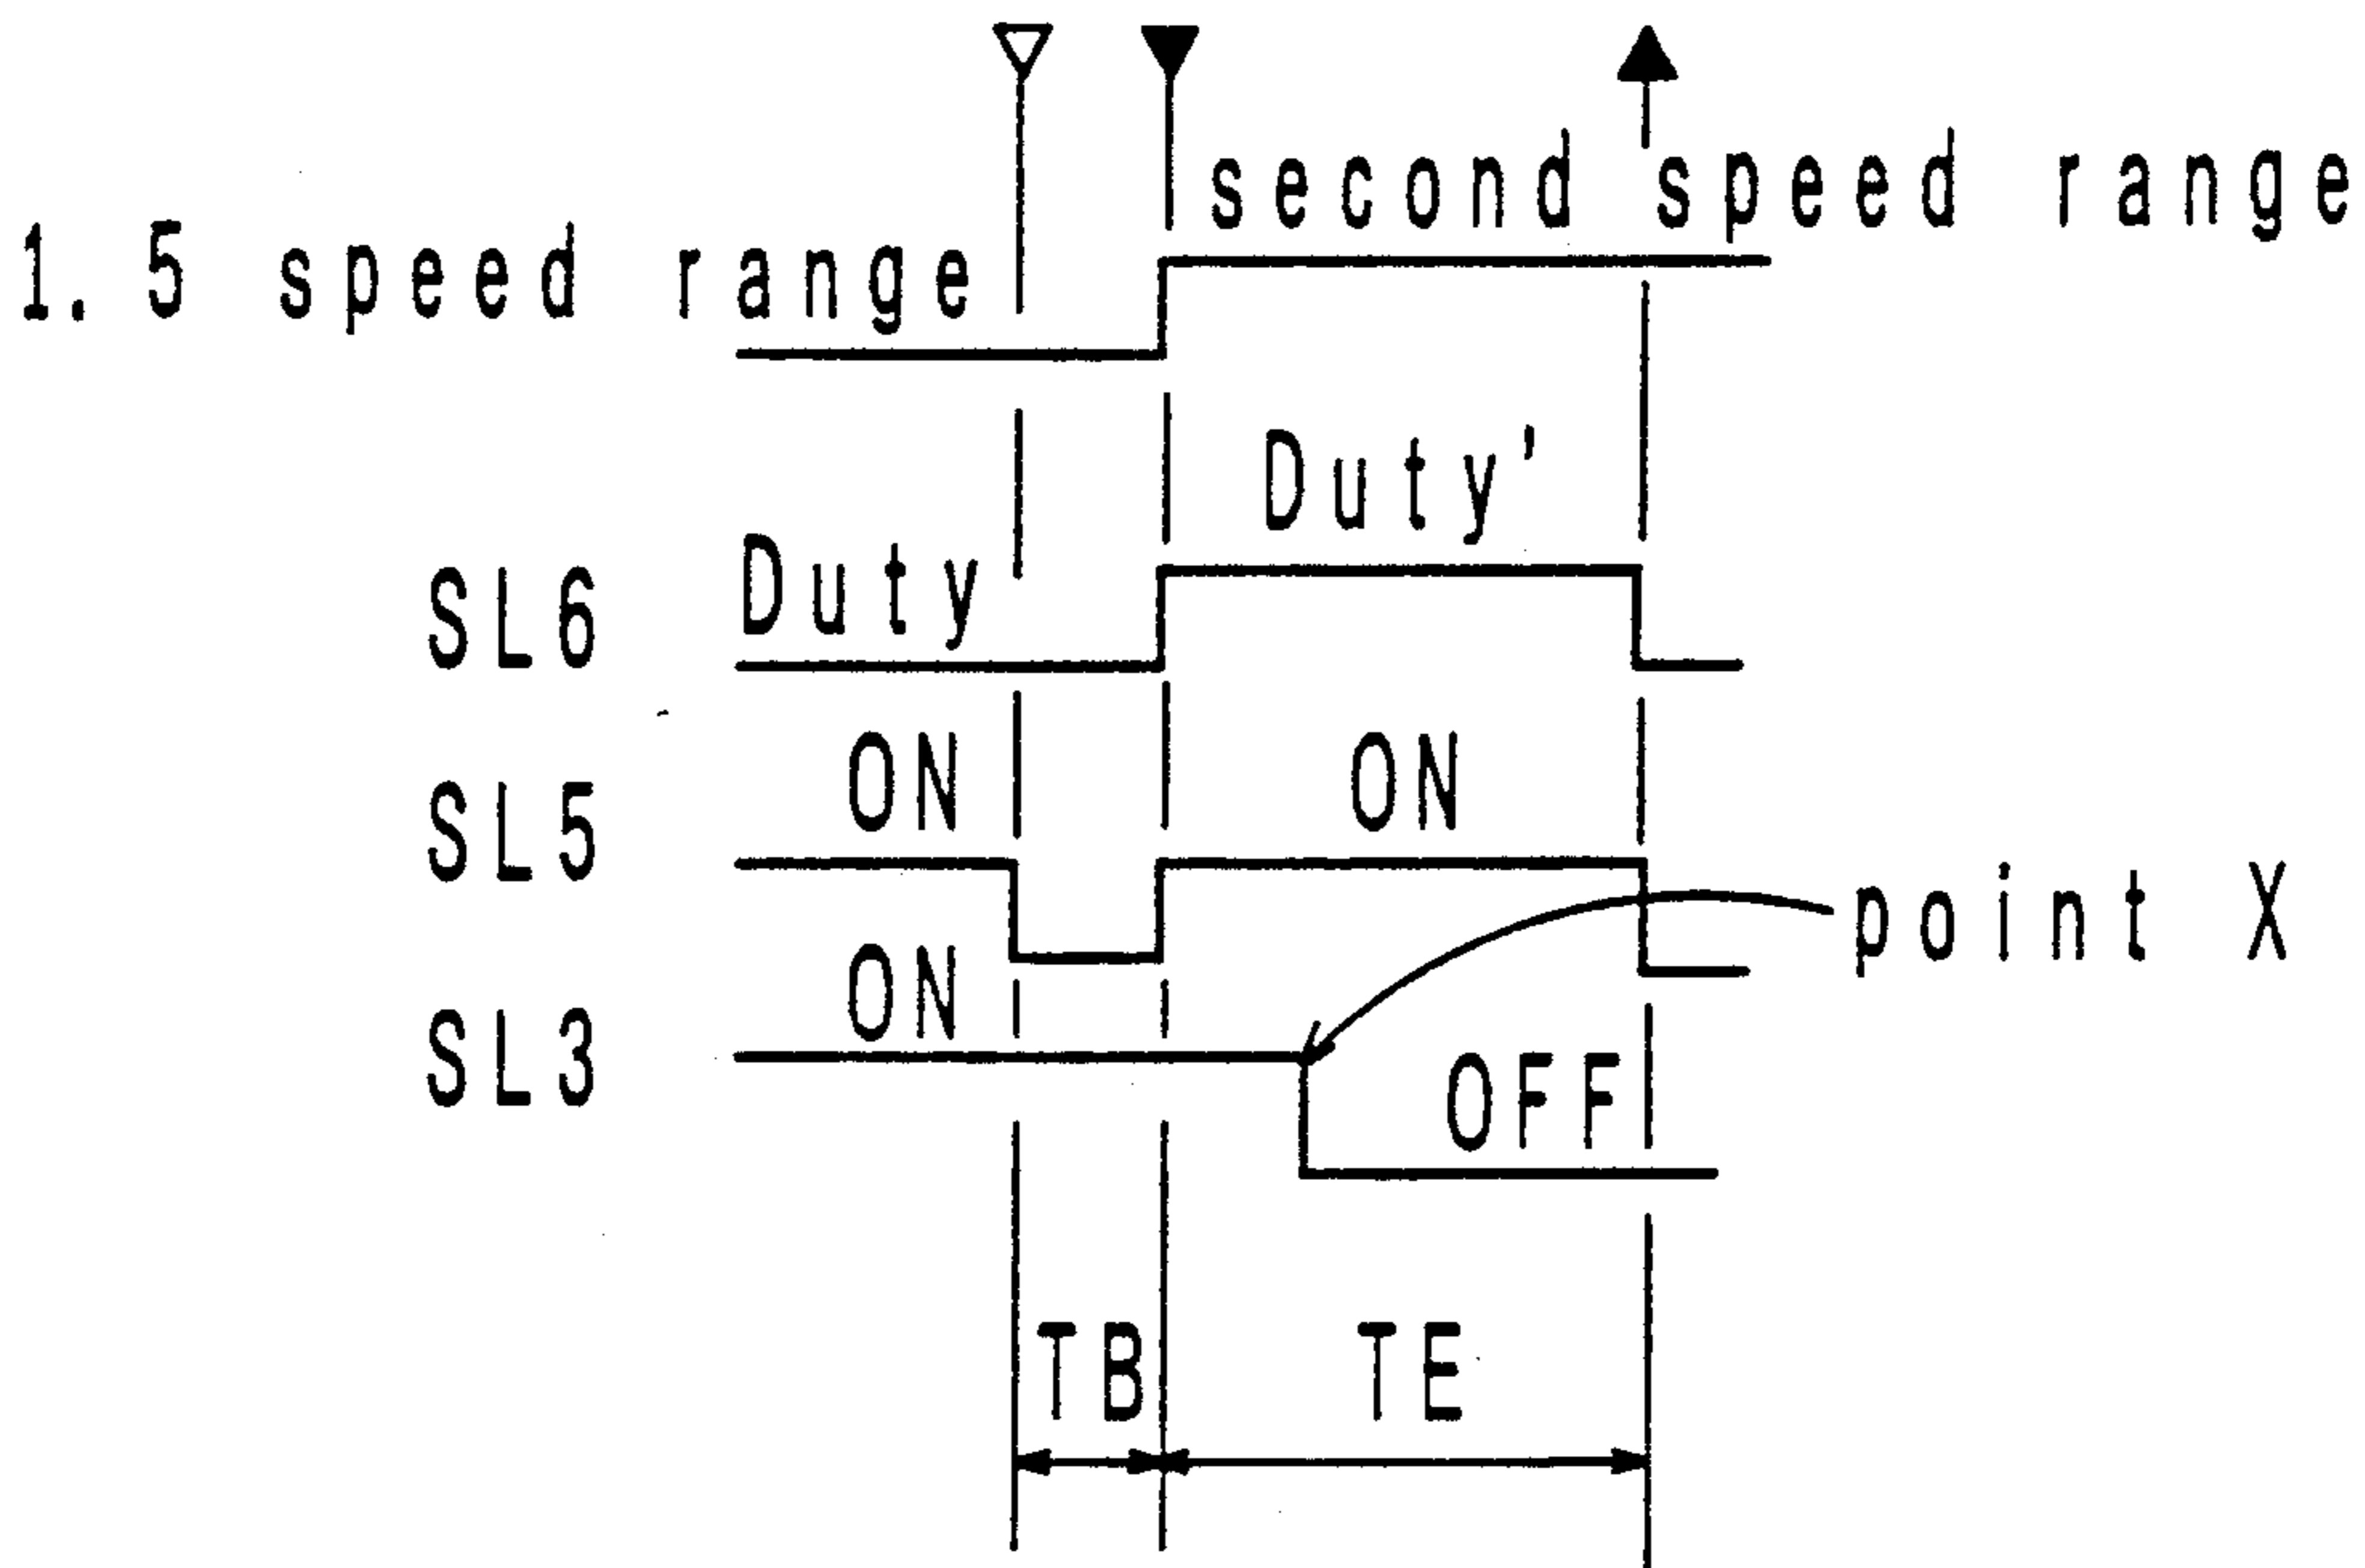 second speed range
1.5 speed range
Duty'
SL6 Duty
ON ON
SL5
point X
ON
SL3 OFF
TB TE